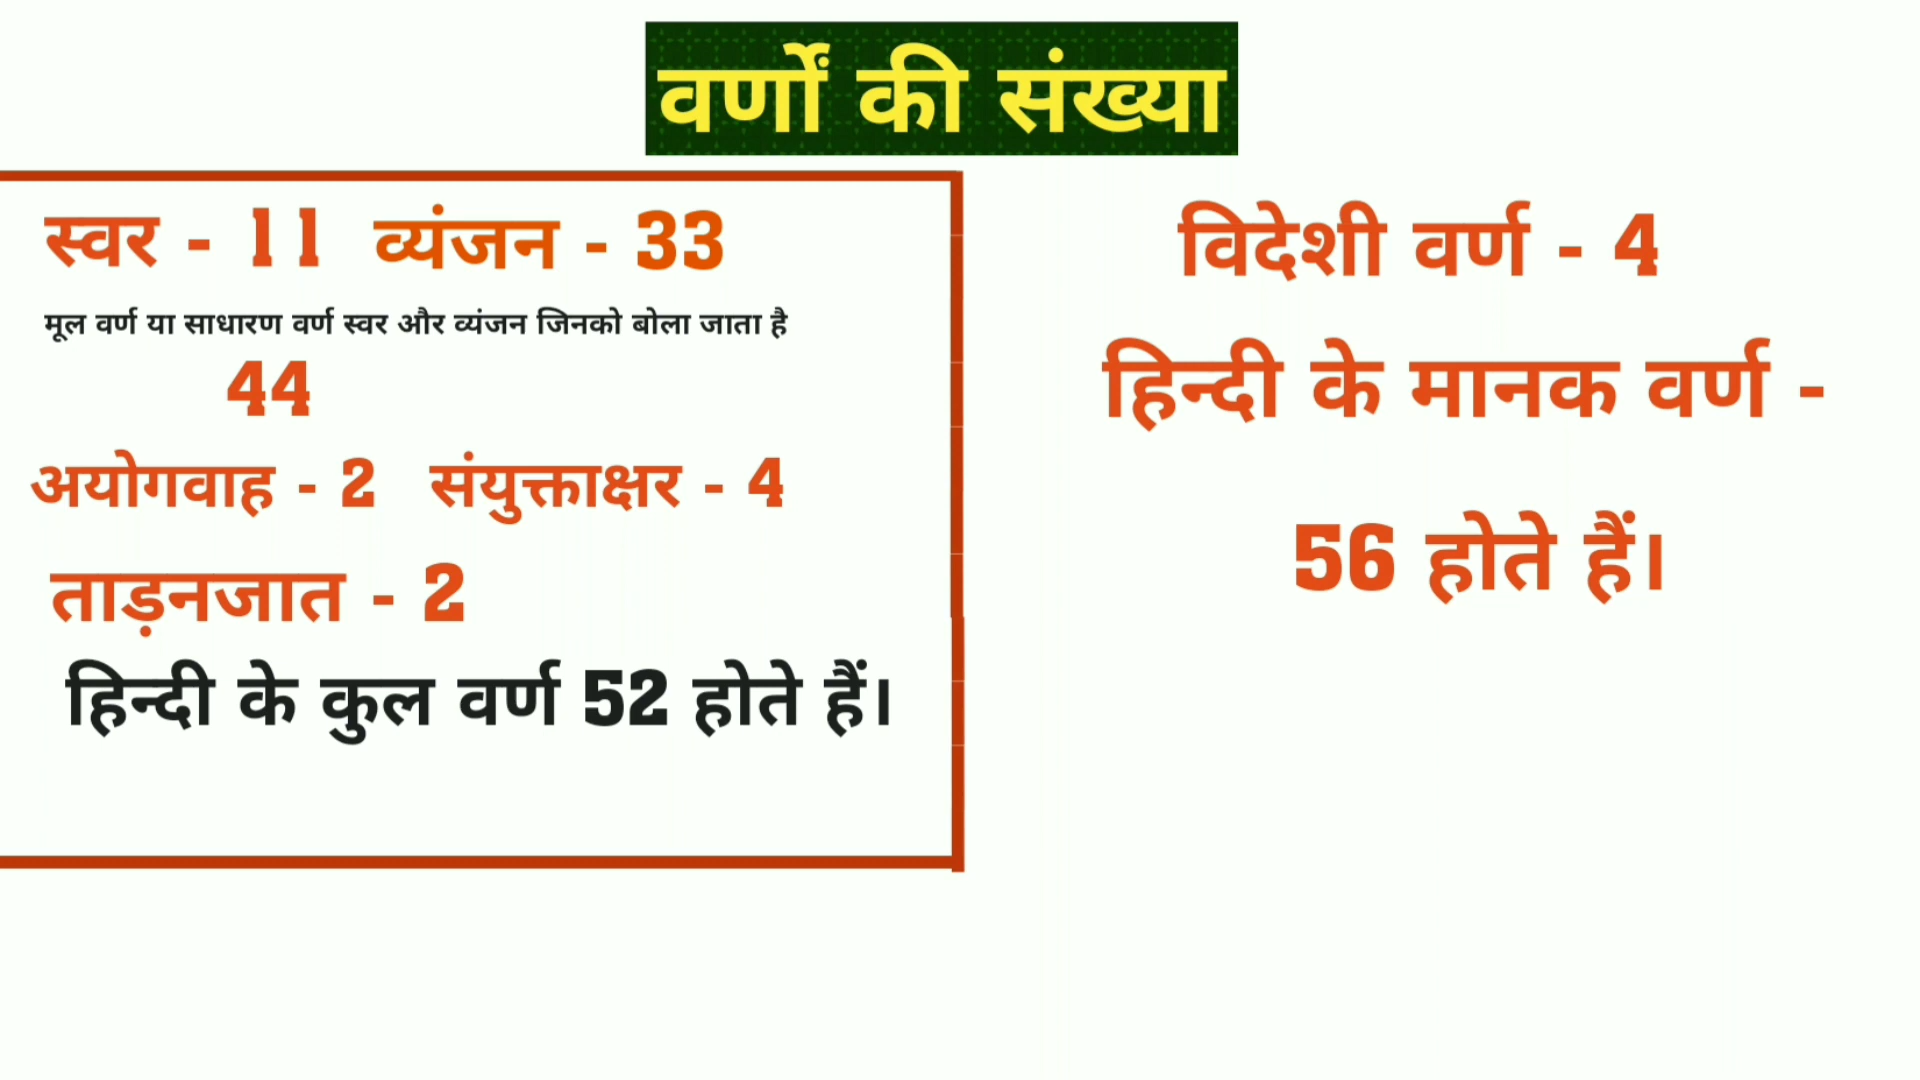 वर्णों की संख्या
स्वर - 11 व्यंजन - 33
मूल वर्ण या साधारण वर्ण स्वर और व्यंजन जिनको बोला जाता है
44
अयोगवाह - 2 संयुक्ताक्षर - 4
ताड़नजात - 2
हिन्दी के कुल वर्ण 52 होते हैं।
विदेशी वर्ण - 4
हिन्दी के मानक वर्ण -
56 होते हैं।